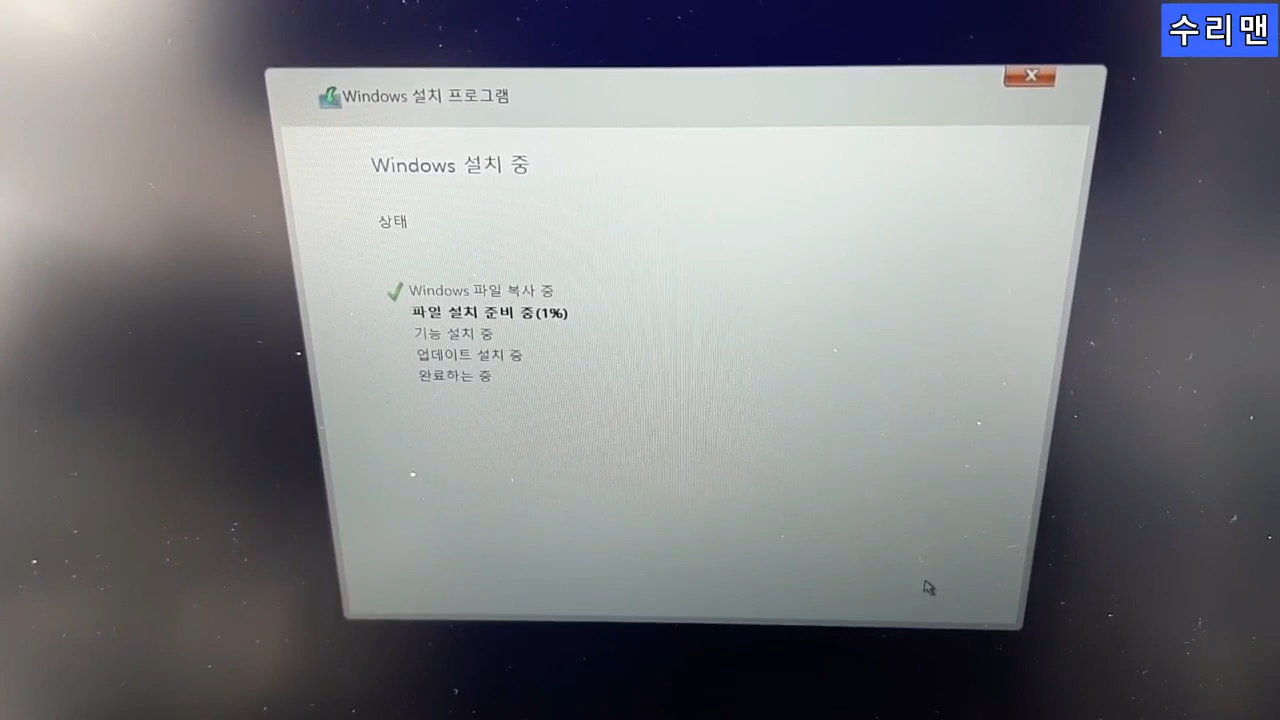 수리맨
Windows 설치 프로그램
Windows 설치 중
상태
Windows 파일 복사 중
파일 설치 준비 중(1%)
기능 설치 중
업데이트 설치 중
완료하는 중